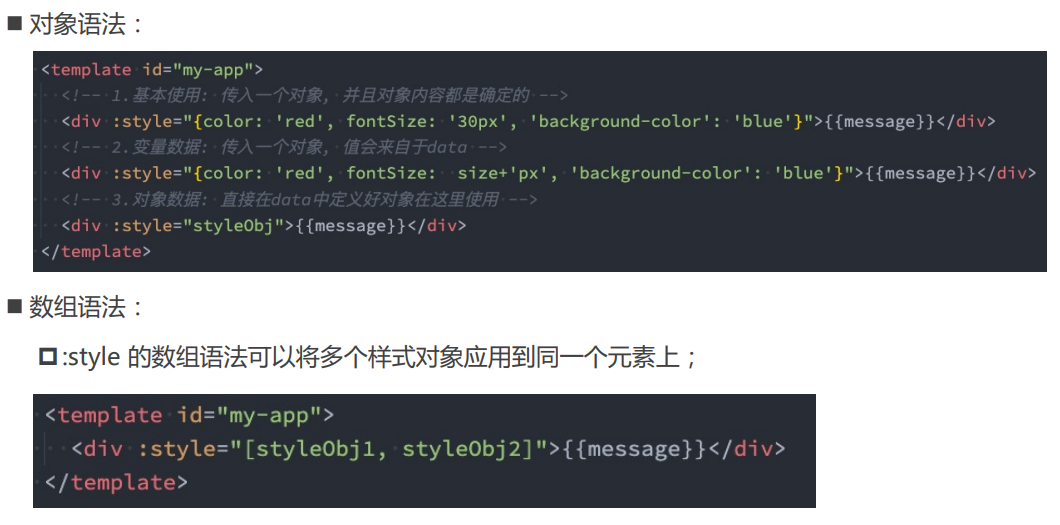 ■ 对象语法：
<template id="my-app">
<!-- 1.基本使用: 传入一个对象, 并且对象内容都是确定的 -->
<div :style="{color: 'red', fontSize: '30px', 'background-color': 'blue'}">{{message}}</div>
<!-- 2.变量数据: 传入一个对象, 值会来自于data -->
<div :style="{color: 'red', fontSize:  size+'px', 'background-color': 'blue'}">{{message}}</div>
<!-- 3.对象数据: 直接在data中定义好对象在这里使用 -->
<div :style="styleObj">{{message}}</div>
</template>
■ 数组语法：
:style 的数组语法可以将多个样式对象应用到同一个元素上；
<template id="my-app">
<div :style="[styleObj1, styleObj2]">{{message}}</div>
</template>